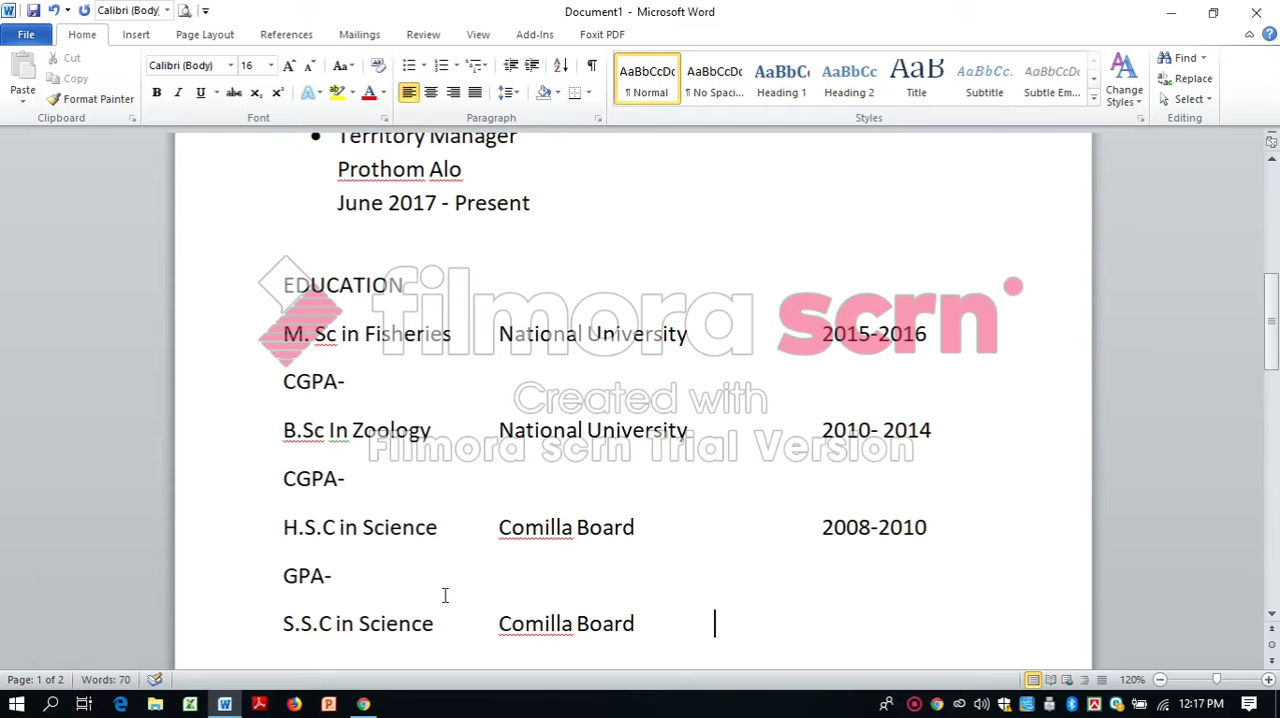 Calibri (Body)
Document1 - Microsoft Word
File Home Insert Page Layout References Mailings Review View Add-Ins Foxit PDF
Paste
Cut
Copy
Format Painter
Clipboard
Calibri (Body) 16
Font
Paragraph
AaBbCcDc AaBbCcDc AaBbCc AaBbCc AaB AaBbCc. AaBbCcDc
¶ Normal ¶ No Spaci... Heading 1 Heading 2 Title Subtitle Subtle Em...
Styles
Change Styles
Find
Replace
Select
Editing
Territory Manager
Prothom Alo
June 2017 - Present
EDUCATION
filmora scrn
M. Sc in Fisheries National University 2015-2016
CGPA-
Created with
B.Sc In Zoology National University 2010- 2014
Filmora scrn Trial Version
CGPA-
H.S.C in Science Comilla Board 2008-2010
GPA-
S.S.C in Science Comilla Board
Page: 1 of 2 Words: 70 120%
12:17 PM